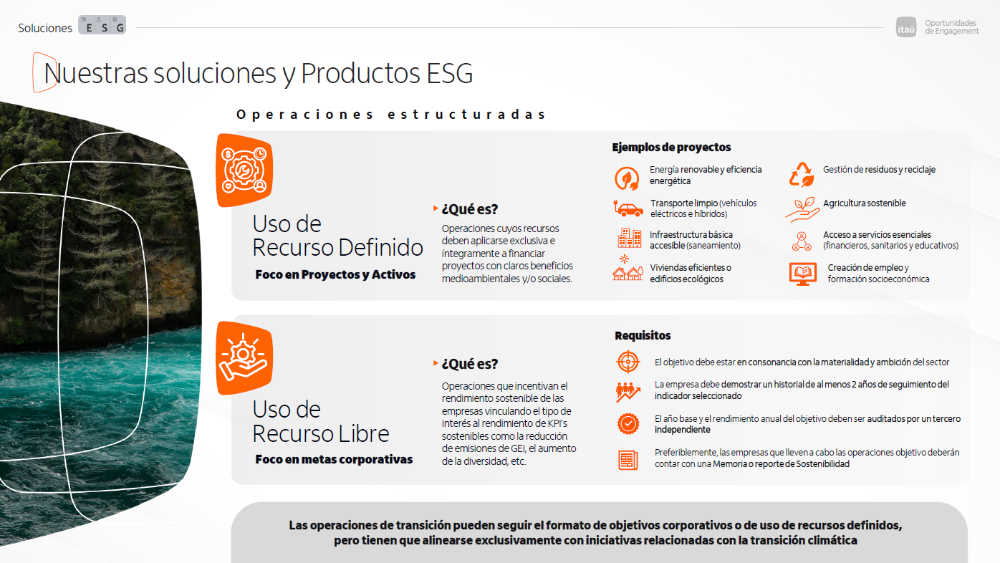 Soluciones
E S G
itaú
Oportunidades
de Engagement
Nuestras soluciones y Productos ESG
Operaciones estructuradas
Uso de
Recurso Definido
Foco en Proyectos y Activos
¿Qué es?
Operaciones cuyos recursos
deben aplicarse exclusiva e
íntegramente a financiar
proyectos con claros beneficios
medioambientales y/o sociales.
Ejemplos de proyectos
Energía renovable y eficiencia
energética
Transporte limpio (vehículos
eléctricos e híbridos)
Infraestructura básica
accesible (saneamiento)
Viviendas eficientes o
edificios ecológicos
Gestión de residuos y reciclaje
Agricultura sostenible
Acceso a servicios esenciales
(financieros, sanitarios y educativos)
Creación de empleo y
formación socioeconómica
Uso de
Recurso Libre
Foco en metas corporativas
¿Qué es?
Operaciones que incentivan el
rendimiento sostenible de las
empresas vinculando el tipo de
interés al rendimiento de KPI's
sostenibles como la reducción
de emisiones de GEI, el aumento
de la diversidad, etc.
Requisitos
El objetivo debe estar en consonancia con la materialidad y ambición del sector
La empresa debe demostrar un historial de al menos 2 años de seguimiento del
indicador seleccionado
El año base y el rendimiento anual del objetivo deben ser auditados por un tercero
independiente
Preferiblemente, las empresas que lleven a cabo las operaciones objetivo deberán
contar con una Memoria o reporte de Sostenibilidad
Las operaciones de transición pueden seguir el formato de objetivos corporativos o de uso de recursos definidos,
pero tienen que alinearse exclusivamente con iniciativas relacionadas con la transición climática